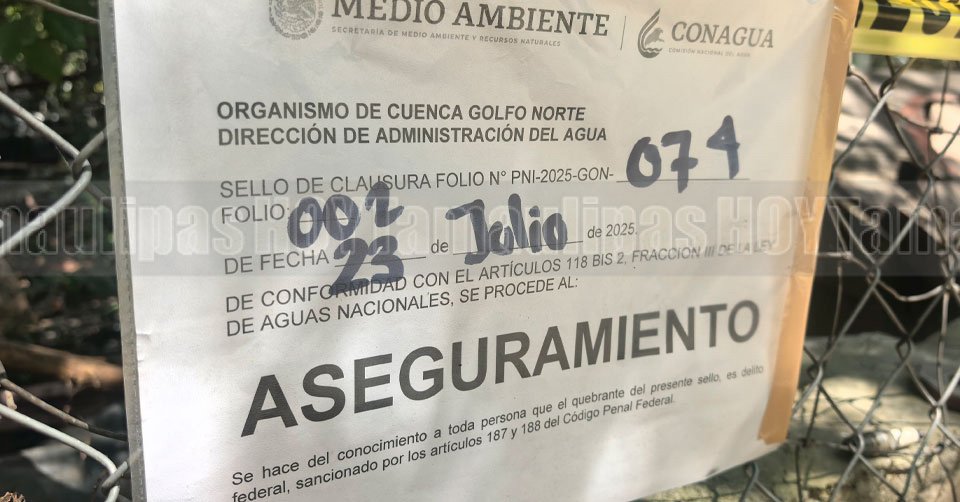 MEDIO AMBIENTE
SECRETARÍA DE MEDIO AMBIENTE Y RECURSOS NATURALES
CONAGUA
COMISIÓN NACIONAL DEL AGUA
ORGANISMO DE CUENCA GOLFO NORTE
DIRECCIÓN DE ADMINISTRACIÓN DEL AGUA
SELLO DE CLAUSURA FOLIO N° PNI-2025-GON- 074
FOLIO: 002
DE FECHA 23 de Julio de 2025.
DE CONFORMIDAD CON EL ARTÍCULOS 118 BIS 2, FRACCION III DE LA LEY
DE AGUAS NACIONALES, SE PROCEDE AL:
ASEGURAMIENTO
Se hace del conocimiento a toda persona que el quebrante del presente sello, es delito
federal, sancionado por los artículos 187 y 188 del Código Penal Federal.
HOYTamaulipas